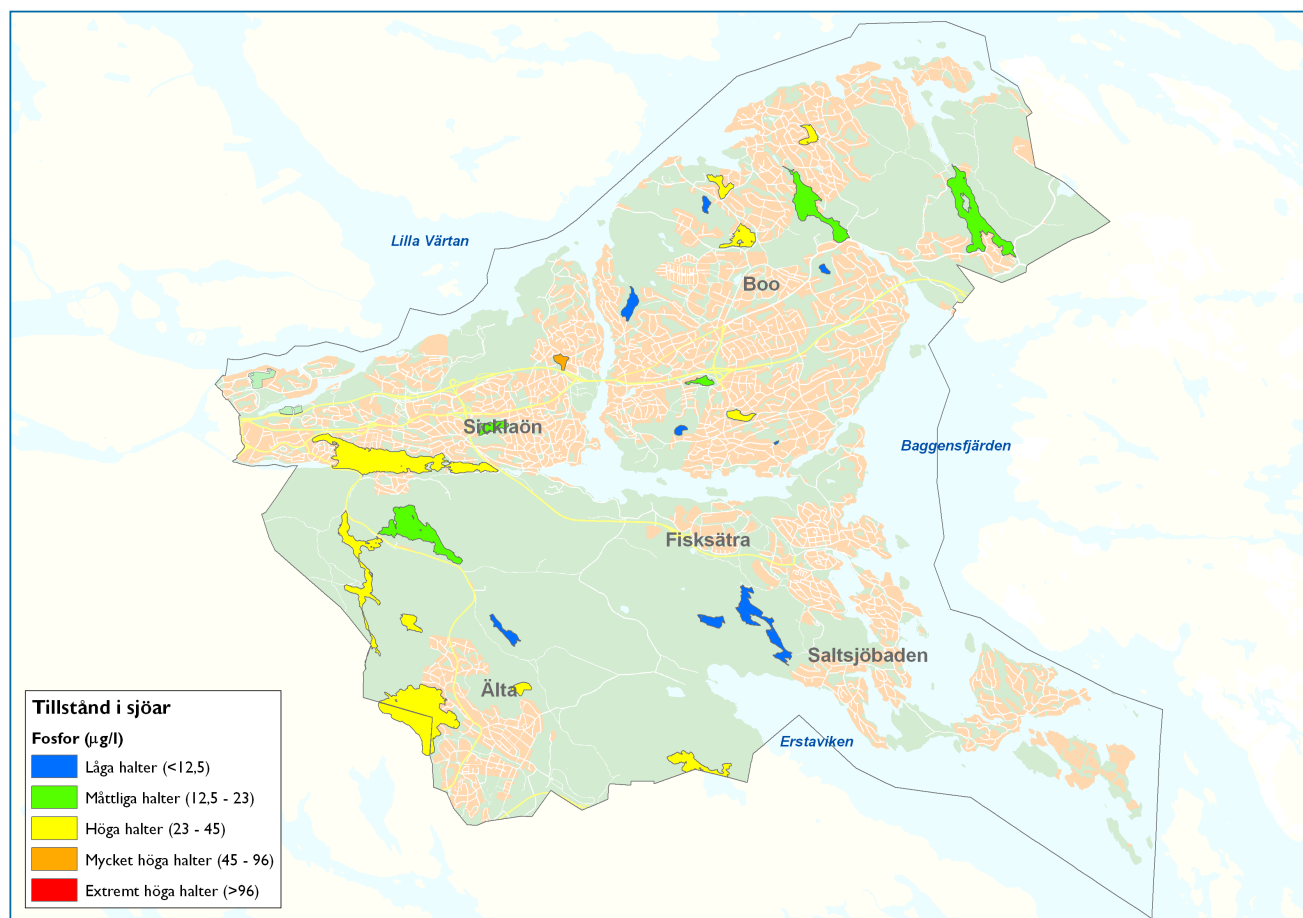 Lilla Värtan
Boo
Sicklaön
Baggensfjärden
Fisksätra
Saltsjöbaden
Älta
Erstaviken
Tillstånd i sjöar
Fosfor (µg/l)
Låga halter (<12,5)
Måttliga halter (12,5 - 23)
Höga halter (23 - 45)
Mycket höga halter (45 - 96)
Extremt höga halter (>96)